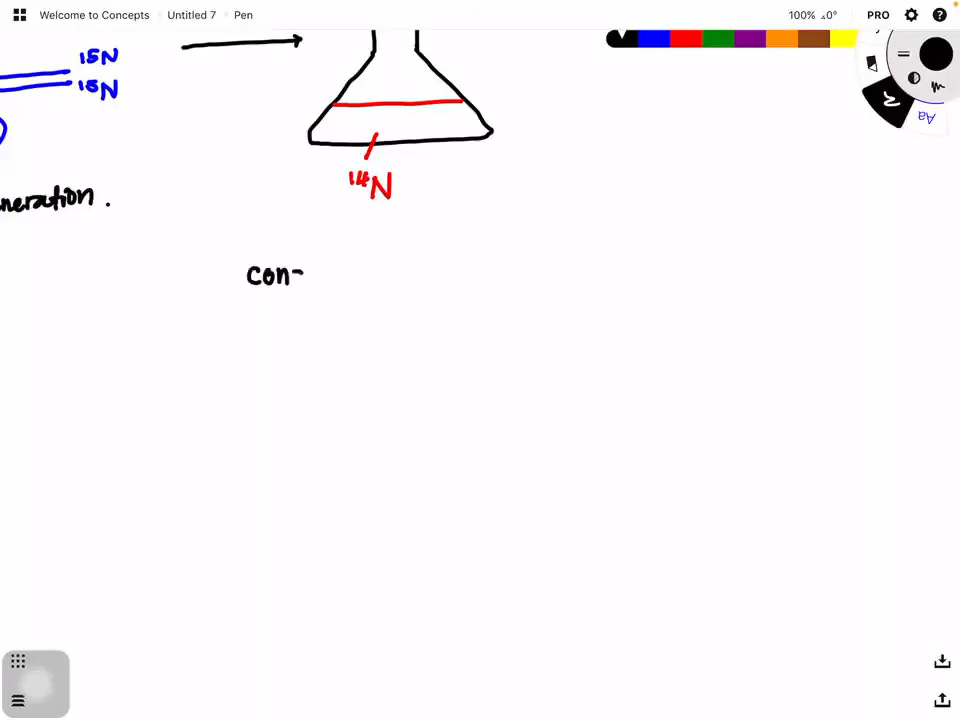 Welcome to Concepts Untitled 7 Pen 100% ⊿0° PRO
15N
15N
Aa
14N
neration.
con-